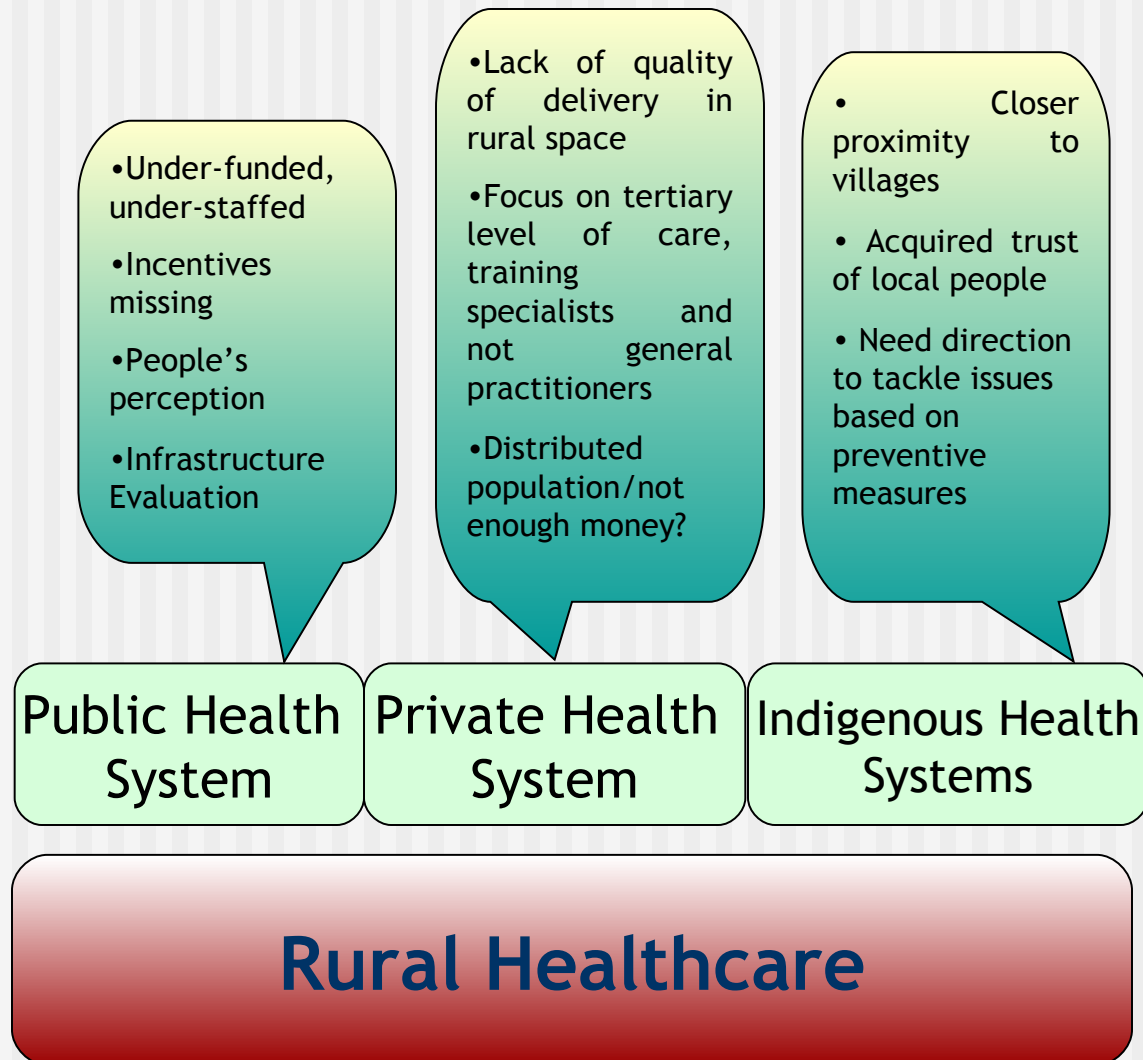 •Under-funded,
under-staffed
•Incentives
missing
•People’s
perception
•Infrastructure
Evaluation
•Lack of quality
of delivery in
rural space
•Focus on tertiary
level of care,
training
specialists and
not general
practitioners
•Distributed
population/not
enough money?
• Closer
proximity to
villages
• Acquired trust
of local people
• Need direction
to tackle issues
based on
preventive
measures
Public Health
System
Private Health
System
Indigenous Health
Systems
Rural Healthcare